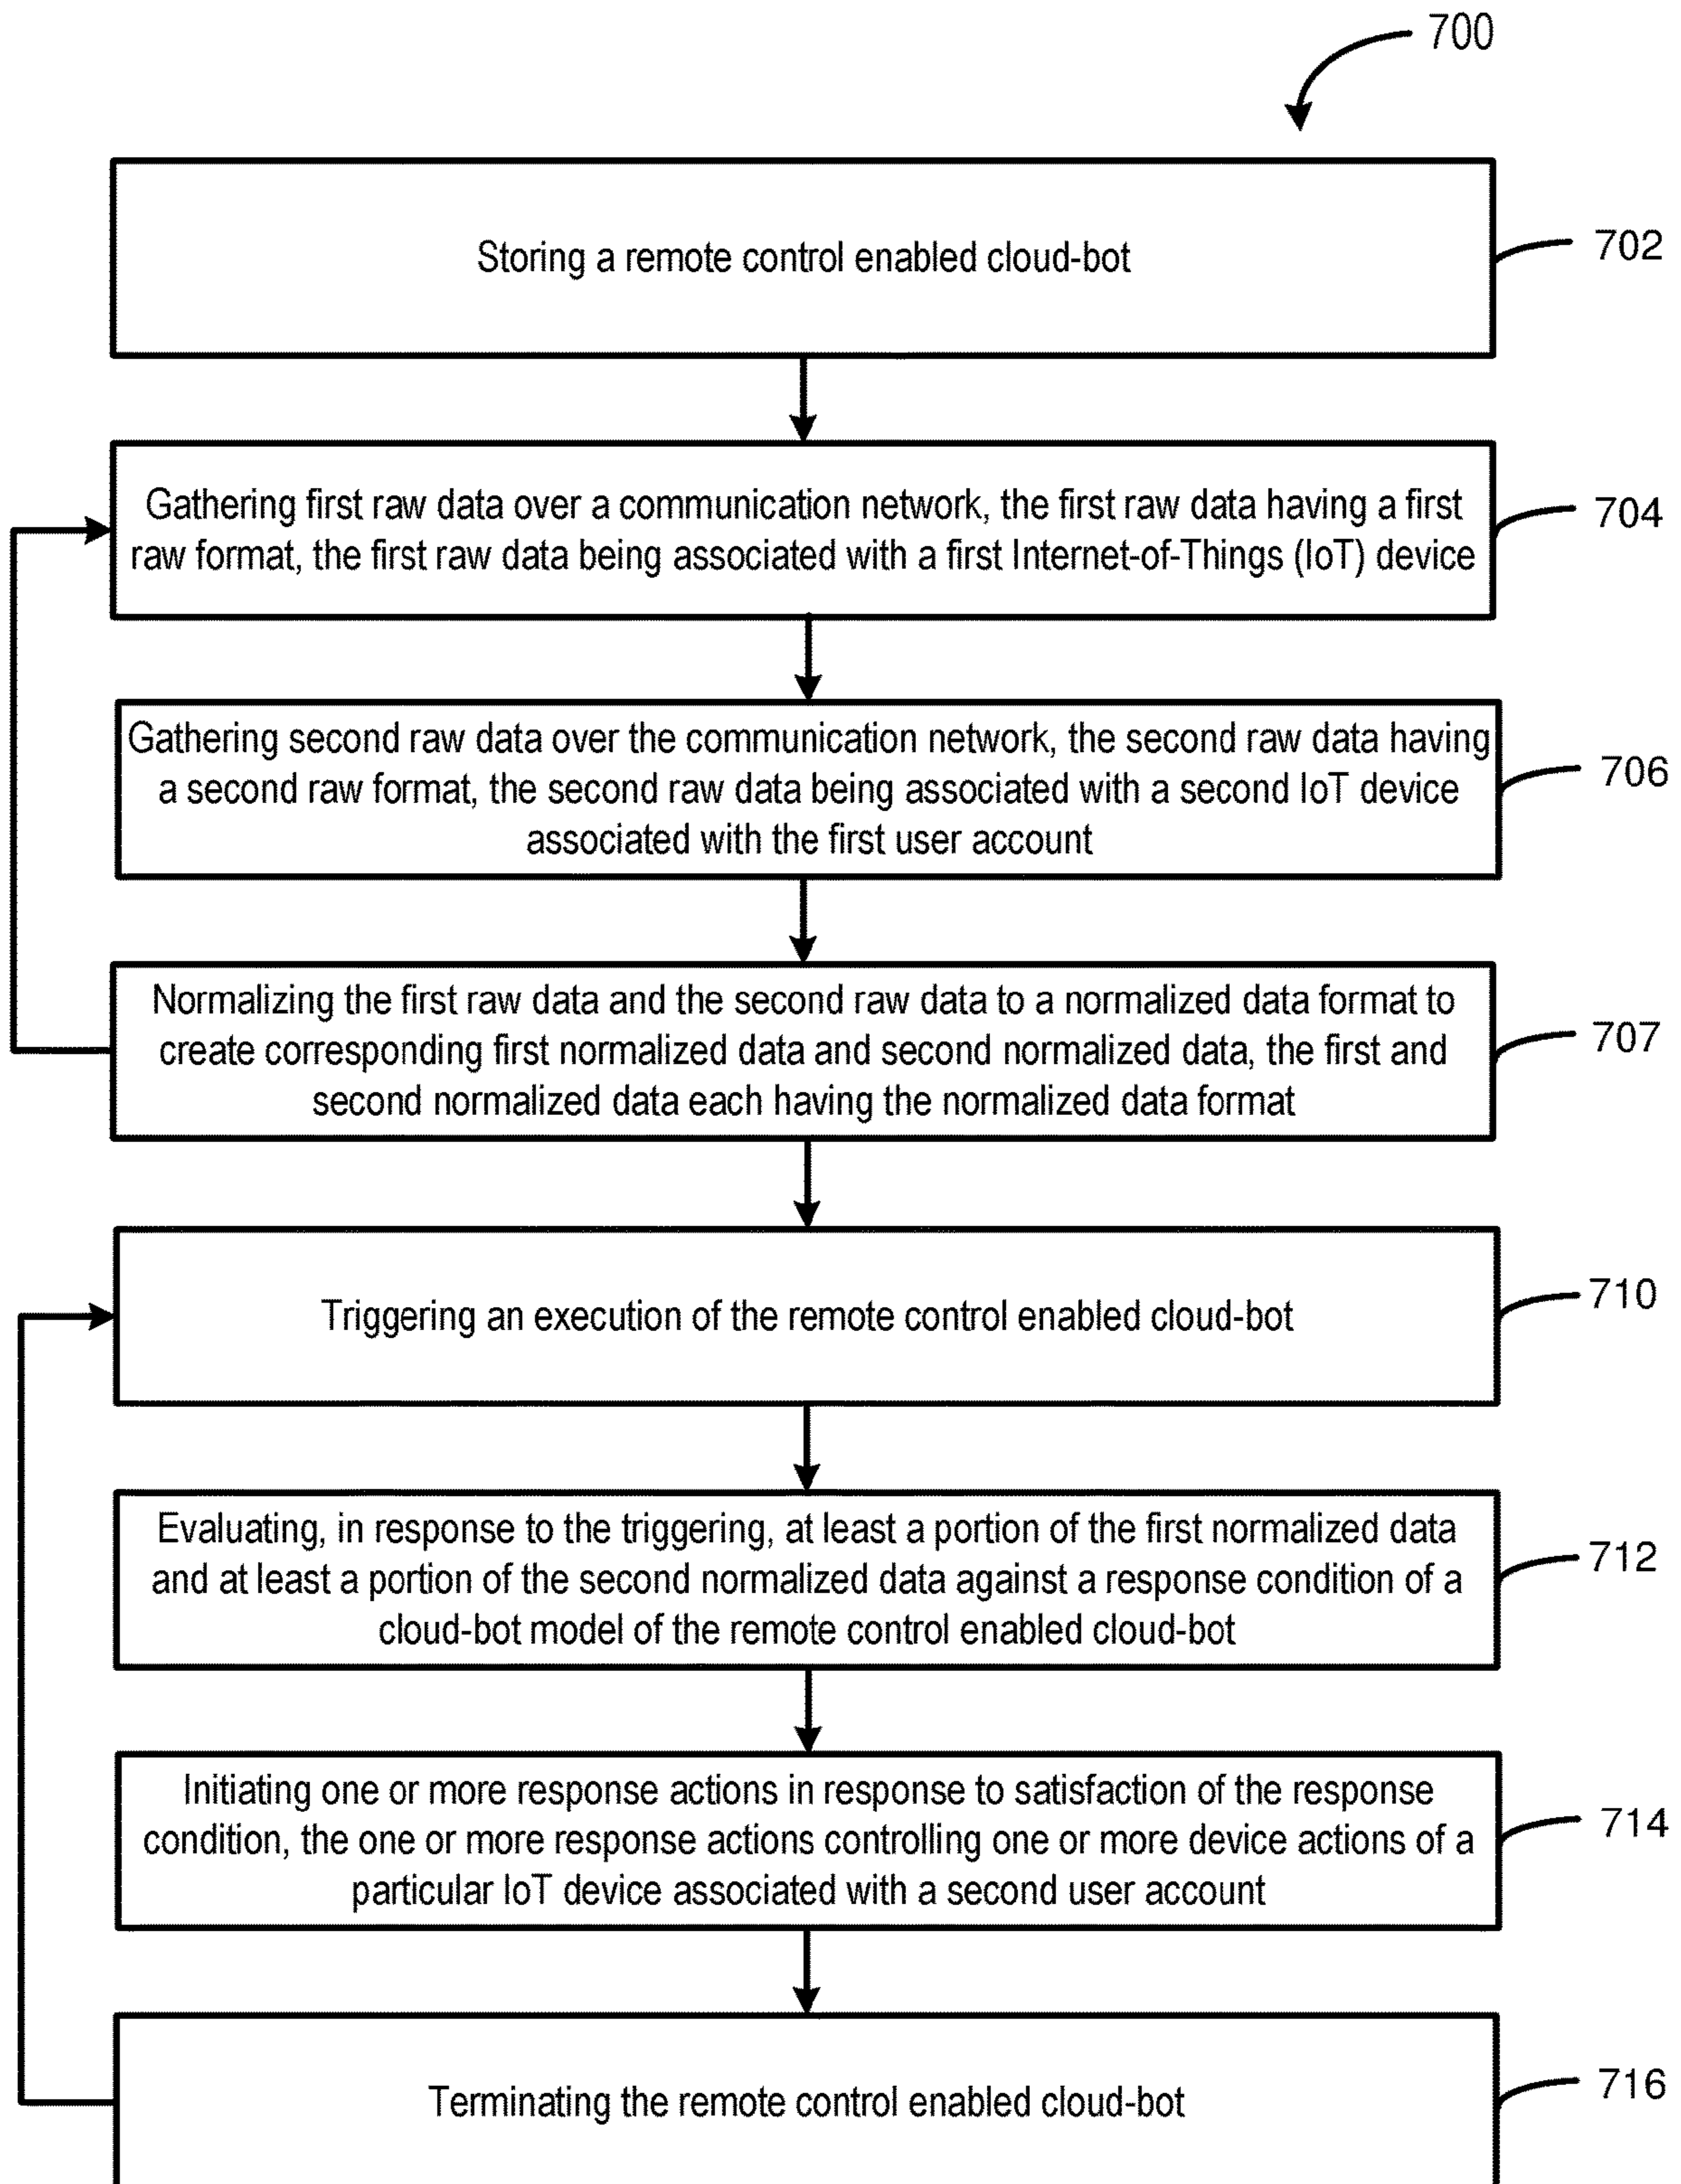 700
Storing a remote control enabled cloud-bot
702
Gathering first raw data over a communication network, the first raw data having a first
raw format, the first raw data being associated with a first Internet-of-Things (IoT) device
704
Gathering second raw data over the communication network, the second raw data having
a second raw format, the second raw data being associated with a second IoT device
associated with the first user account
706
Normalizing the first raw data and the second raw data to a normalized data format to
create corresponding first normalized data and second normalized data, the first and
second normalized data each having the normalized data format
707
Triggering an execution of the remote control enabled cloud-bot
710
Evaluating, in response to the triggering, at least a portion of the first normalized data
and at least a portion of the second normalized data against a response condition of a
cloud-bot model of the remote control enabled cloud-bot
712
Initiating one or more response actions in response to satisfaction of the response
condition, the one or more response actions controlling one or more device actions of a
particular IoT device associated with a second user account
714
Terminating the remote control enabled cloud-bot
716